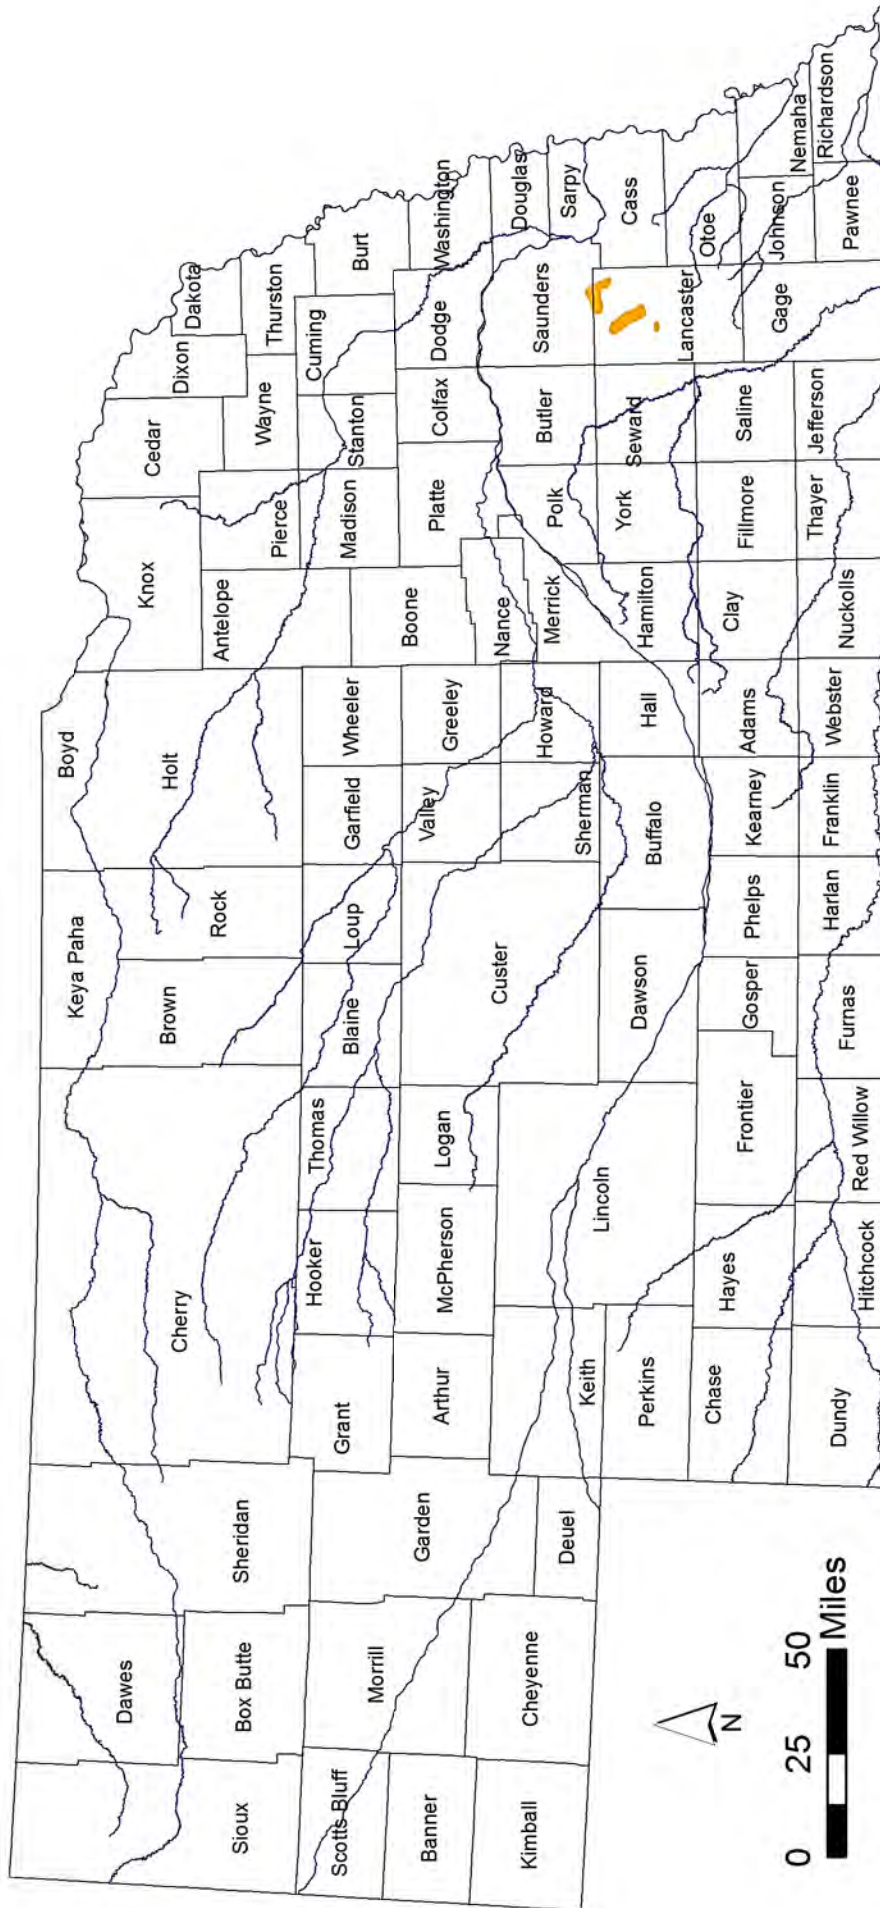 Boyd
Keya Paha
Knox
Cedar
Dixon
Dakota
Cherry
Brown
Rock
Holt
Antelope
Pierce
Wayne
Thurston
Dawes
Sheridan
Sioux
Box Butte
Grant
Hooker
Thomas
Blaine
Loup
Garfield
Wheeler
Boone
Madison
Stanton
Cuming
Burt
Scotts Bluff
Morrill
Garden
Arthur
McPherson
Logan
Custer
Valley
Greeley
Nance
Platte
Colfax
Dodge
Washington
Banner
Kimball
Cheyenne
Deuel
Keith
Lincoln
Sherman
Howard
Merrick
Polk
Butler
Saunders
Douglas
Sarpy
Perkins
Dawson
Buffalo
Hall
Hamilton
York
Seward
Lancaster
Cass
Otoe
Chase
Hayes
Frontier
Gosper
Phelps
Kearney
Adams
Clay
Fillmore
Saline
Gage
Johnson
Nemaha
Dundy
Hitchcock
Red Willow
Furnas
Harlan
Franklin
Webster
Nuckolls
Thayer
Jefferson
Pawnee
Richardson
N
0 25 50
Miles